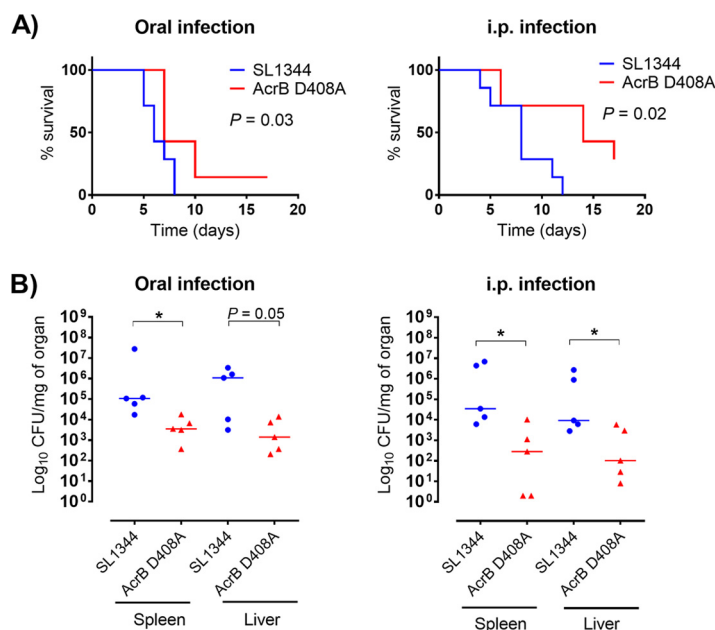 A)
Oral infection
SL1344
AcrB D408A
P = 0.03
% survival
100
50
0
0 5 10 15 20
Time (days)
i.p. infection
SL1344
AcrB D408A
P = 0.02
% survival
100
50
0
0 5 10 15 20
Time (days)
B)
Oral infection
* P = 0.05
Log10 CFU/mg of organ
10⁹
10⁸
10⁷
10⁶
10⁵
10⁴
10³
10²
10¹
10⁰
SL1344 AcrB D408A SL1344 AcrB D408A
Spleen Liver
i.p. infection
* *
Log10 CFU/mg of organ
10⁹
10⁸
10⁷
10⁶
10⁵
10⁴
10³
10²
10¹
10⁰
SL1344 AcrB D408A SL1344 AcrB D408A
Spleen Liver